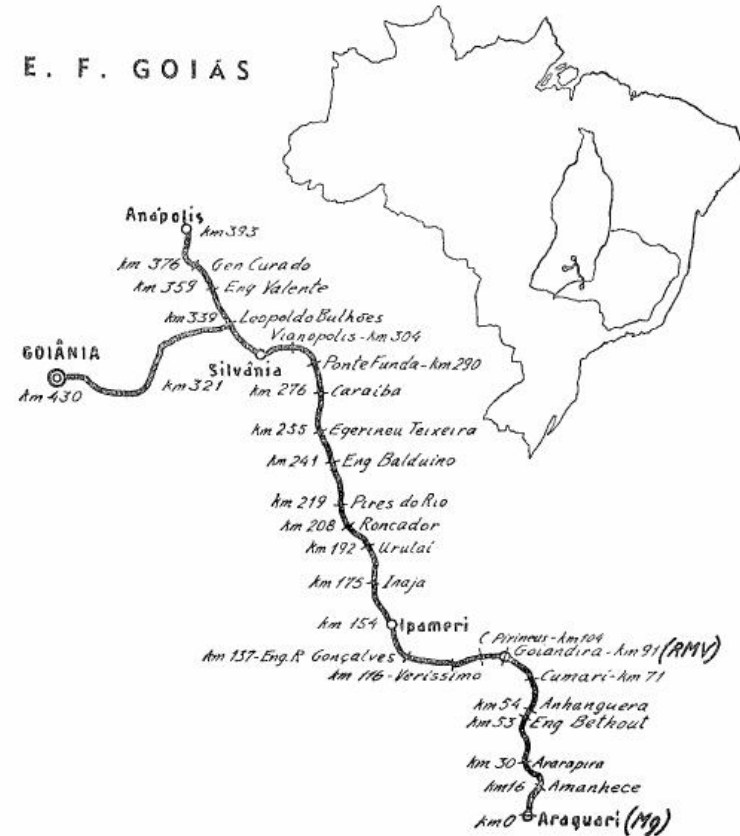 E. F. GOIÁS
Anápolis
km 393
km 376 Gen Curado
km 359 Eng Valente
km 339 Leopoldo Bulhões
Vianopolis - km 304
GOIÂNIA
Silvânia
Ponte Funda - km 290
km 321
km 276 Caraiba
km 430
km 255 Egerineu Teixeira
km 241 Eng Balduino
km 219 Pires do Rio
km 208 Roncador
km 192 Urulaí
km 175 Inaja
km 154 Ipameri
Pirineus - km 104
Goiandira - km 91 (RMV)
km 137 - Eng. R Gonçalves
km 116 - Veríssimo
Cumari - km 71
km 54 Anhanguera
km 53 Eng Bethout
km 30 Ararapira
km 16 Amanhece
km 0 Araguari (Mg)